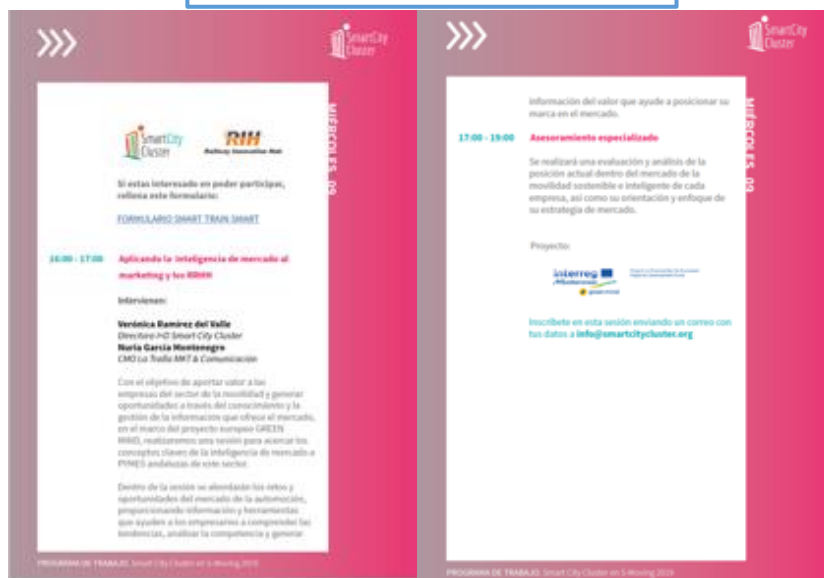 SmartCity
Cluster
MIÉRCOLES 09
SmartCity
Cluster
RIH
Railway Innovation Hub
Si estas interesado en poder participar,
rellena este formulario:
FORMULARIO SMART TRAIN SMART
16:00 - 17:00 Aplicando la inteligencia de mercado al
marketing y los RRHH
Intervienen:
Verónica Ramírez del Valle
Directora I+D Smart City Cluster
Nuria García Montenegro
CMO La Traíla MKT & Comunicación
Con el objetivo de aportar valor a las
empresas del sector de la movilidad y generar
oportunidades a través del conocimiento y la
gestión de la información que ofrece el mercado,
en el marco del proyecto europeo GREEN
MIND, realizaremos una sesión para acercar los
conceptos claves de la inteligencia de mercado a
PYMES andaluzas de este sector.
Dentro de la sesión se abordarán los retos y
oportunidades del mercado de la automoción,
proporcionando información y herramientas
que ayuden a los empresarios a comprender las
tendencias, analizar la competencia y generar
PROGRAMA DE TRABAJO. Smart City Cluster en S-Moving 2019
SmartCity
Cluster
MIÉRCOLES 09
información del valor que ayude a posicionar su
marca en el mercado.
17:00 - 19:00 Asesoramiento especializado
Se realizará una evaluación y análisis de la
posición actual dentro del mercado de la
movilidad sostenible e inteligente de cada
empresa, así como su orientación y enfoque de
su estrategia de mercado.
Proyecto:
Interreg
Inscríbete en esta sesión enviando un correo con
tus datos a info@smartcitycluster.org
PROGRAMA DE TRABAJO. Smart City Cluster en S-Moving 2019